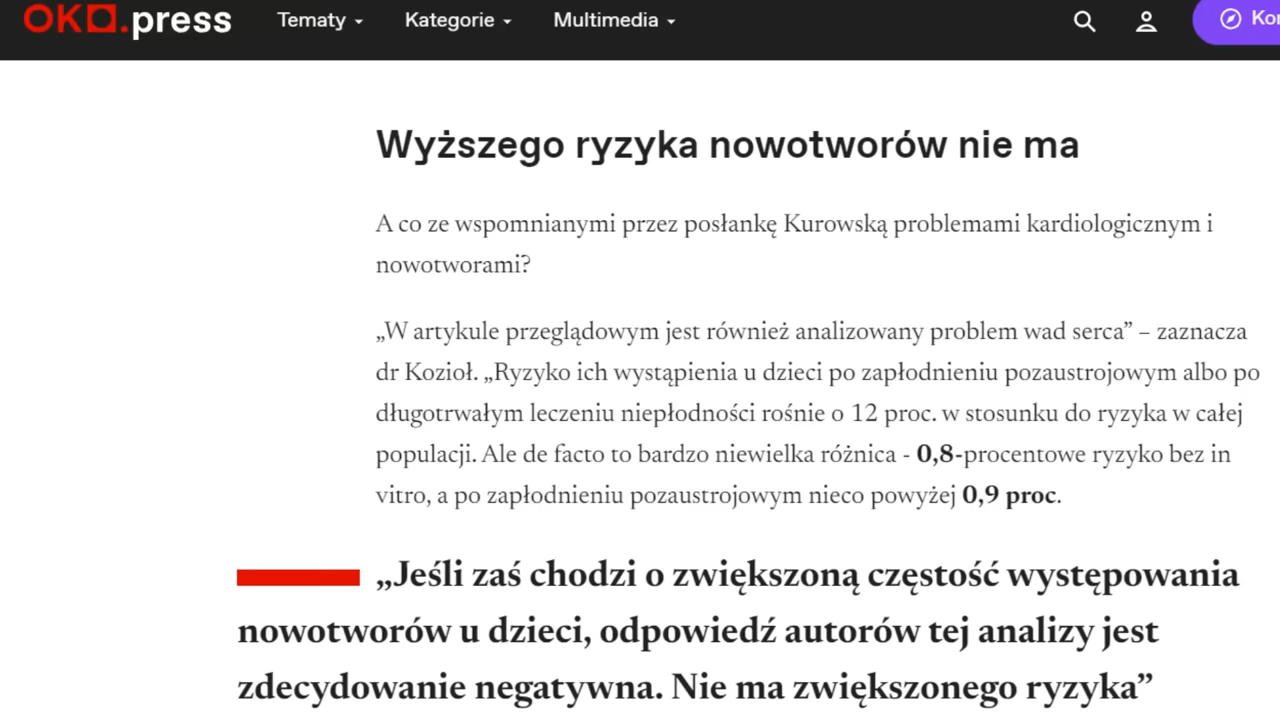 OKO.press Tematy Kategorie Multimedia
Wyższego ryzyka nowotworów nie ma
A co ze wspomnianymi przez posłankę Kurowską problemami kardiologicznym i
nowotworami?
„W artykule przeglądowym jest również analizowany problem wad serca” – zaznacza
dr Kozioł. „Ryzyko ich wystąpienia u dzieci po zapłodnieniu pozaustrojowym albo po
długotrwałym leczeniu niepłodności rośnie o 12 proc. w stosunku do ryzyka w całej
populacji. Ale de facto to bardzo niewielka różnica - 0,8-procentowe ryzyko bez in
vitro, a po zapłodnieniu pozaustrojowym nieco powyżej 0,9 proc.
„Jeśli zaś chodzi o zwiększoną częstość występowania
nowotworów u dzieci, odpowiedź autorów tej analizy jest
zdecydowanie negatywna. Nie ma zwiększonego ryzyka”